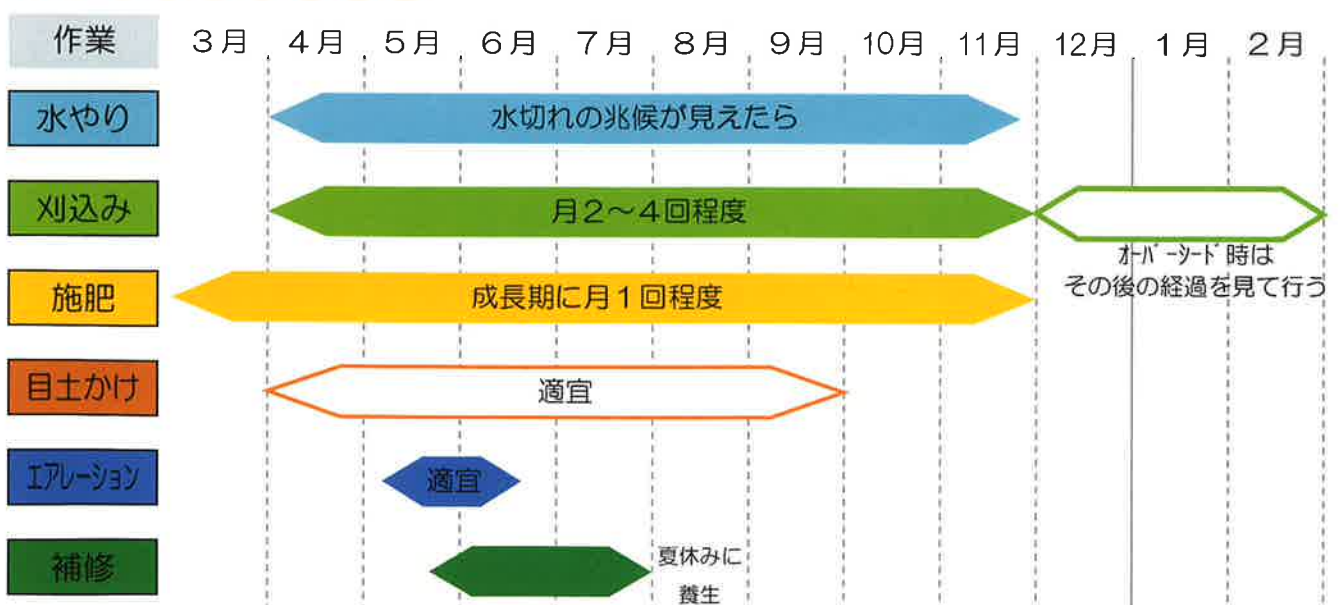 作業 3月 4月 5月 6月 7月 8月 9月 10月 11月 12月 1月 2月
水やり 水切れの兆候が見えたら
刈込み 月2〜4回程度
オーバーシード時は
その後の経過を見て行う
施肥 成長期に月1回程度
目土かけ 適宜
エアレーション 適宜
補修 夏休みに
養生